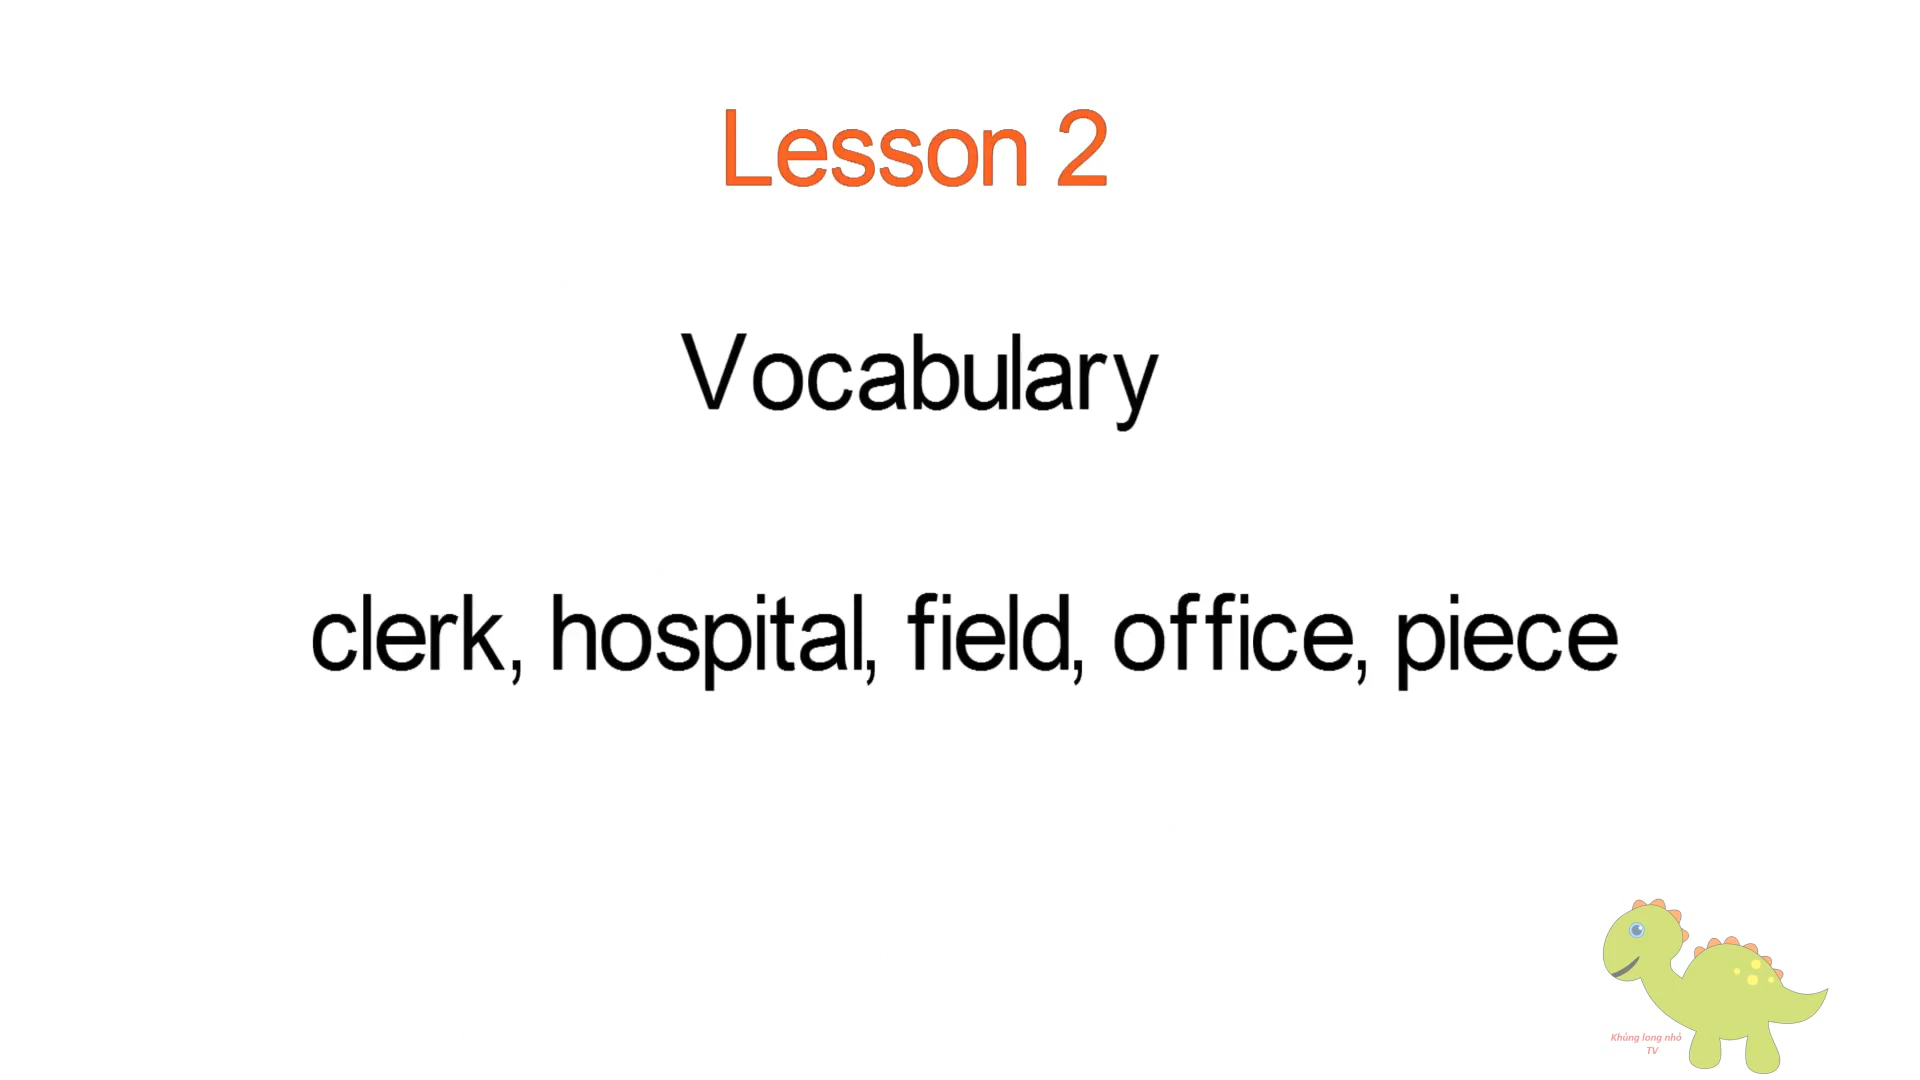 Lesson 2
Vocabulary
clerk, hospital, field, office, piece
Khủng long nhỏ
TV